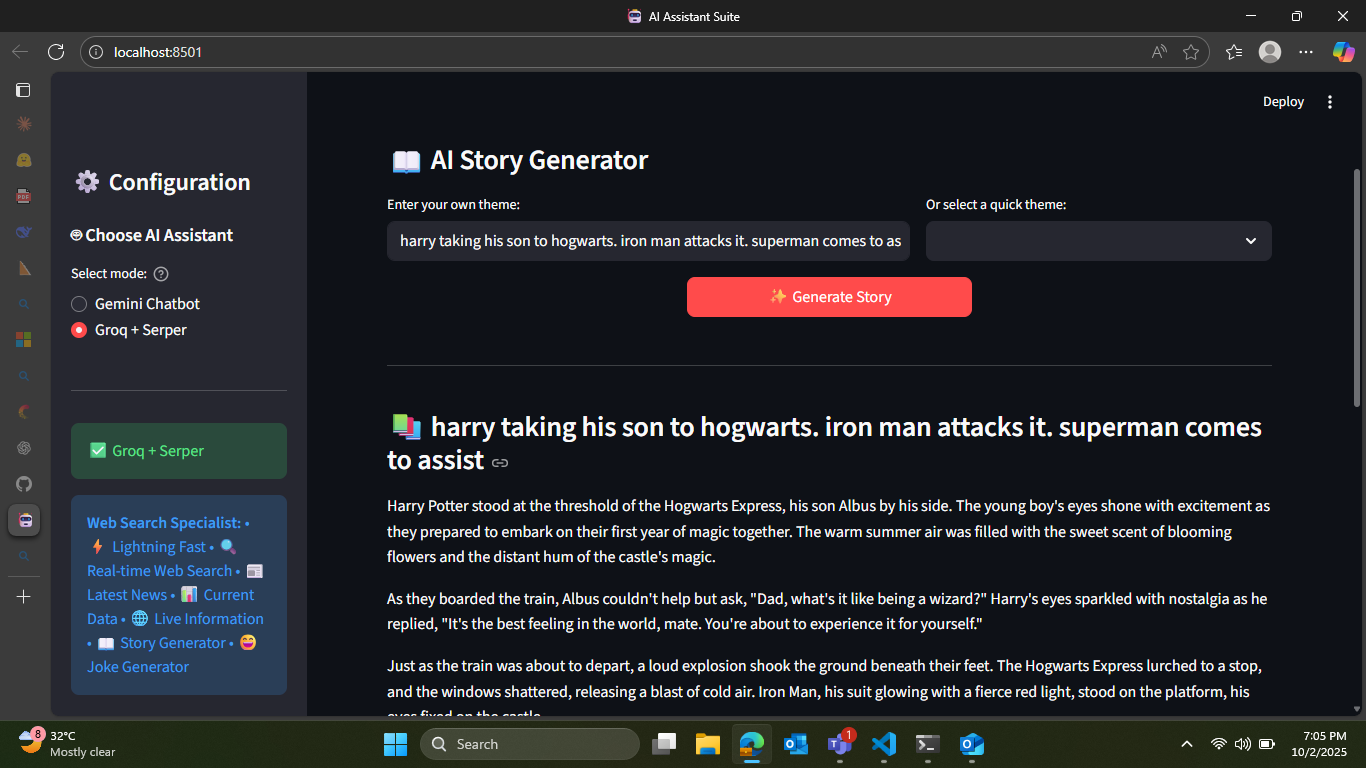 AI Assistant Suite
localhost:8501
Deploy
Configuration
Choose AI Assistant
Select mode:
Gemini Chatbot
Groq + Serper
Groq + Serper
Web Search Specialist: •
Lightning Fast •
Real-time Web Search •
Latest News • Current
Data • Live Information
• Story Generator •
Joke Generator
AI Story Generator
Enter your own theme:
Or select a quick theme:
harry taking his son to hogwarts. iron man attacks it. superman comes to as
Generate Story
harry taking his son to hogwarts. iron man attacks it. superman comes
to assist
Harry Potter stood at the threshold of the Hogwarts Express, his son Albus by his side. The young boy's eyes shone with excitement as
they prepared to embark on their first year of magic together. The warm summer air was filled with the sweet scent of blooming
flowers and the distant hum of the castle's magic.
As they boarded the train, Albus couldn't help but ask, "Dad, what's it like being a wizard?" Harry's eyes sparkled with nostalgia as he
replied, "It's the best feeling in the world, mate. You're about to experience it for yourself."
Just as the train was about to depart, a loud explosion shook the ground beneath their feet. The Hogwarts Express lurched to a stop,
and the windows shattered, releasing a blast of cold air. Iron Man, his suit glowing with a fierce red light, stood on the platform, his
eyes fixed on the castle.
8
32°C
Mostly clear
Search
1
7:05 PM
10/2/2025